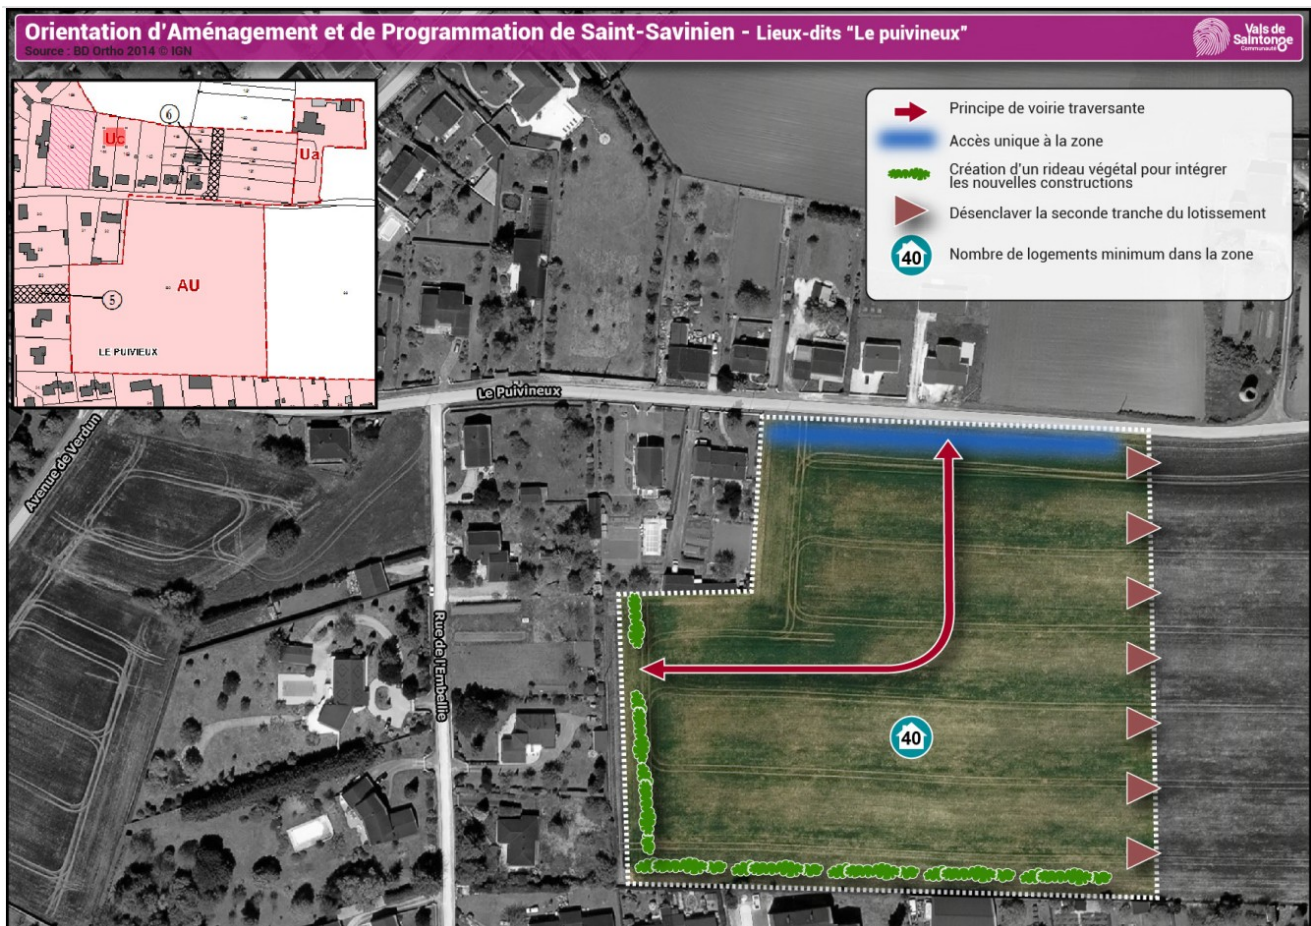 Orientation d'Aménagement et de Programmation de Saint-Savinien - Lieux-dits "Le puivineux"
Source : BD Ortho 2014 © IGN
Vals de
Saintonge
Communauté
6
Uc
Ua
AU
5
LE PUIVIEUX
Principe de voirie traversante
Accès unique à la zone
Création d'un rideau végétal pour intégrer
les nouvelles constructions
Désenclaver la seconde tranche du lotissement
40
Nombre de logements minimum dans la zone
Le Puivineux
Avenue de Verdun
Rue de l'Embellie
40